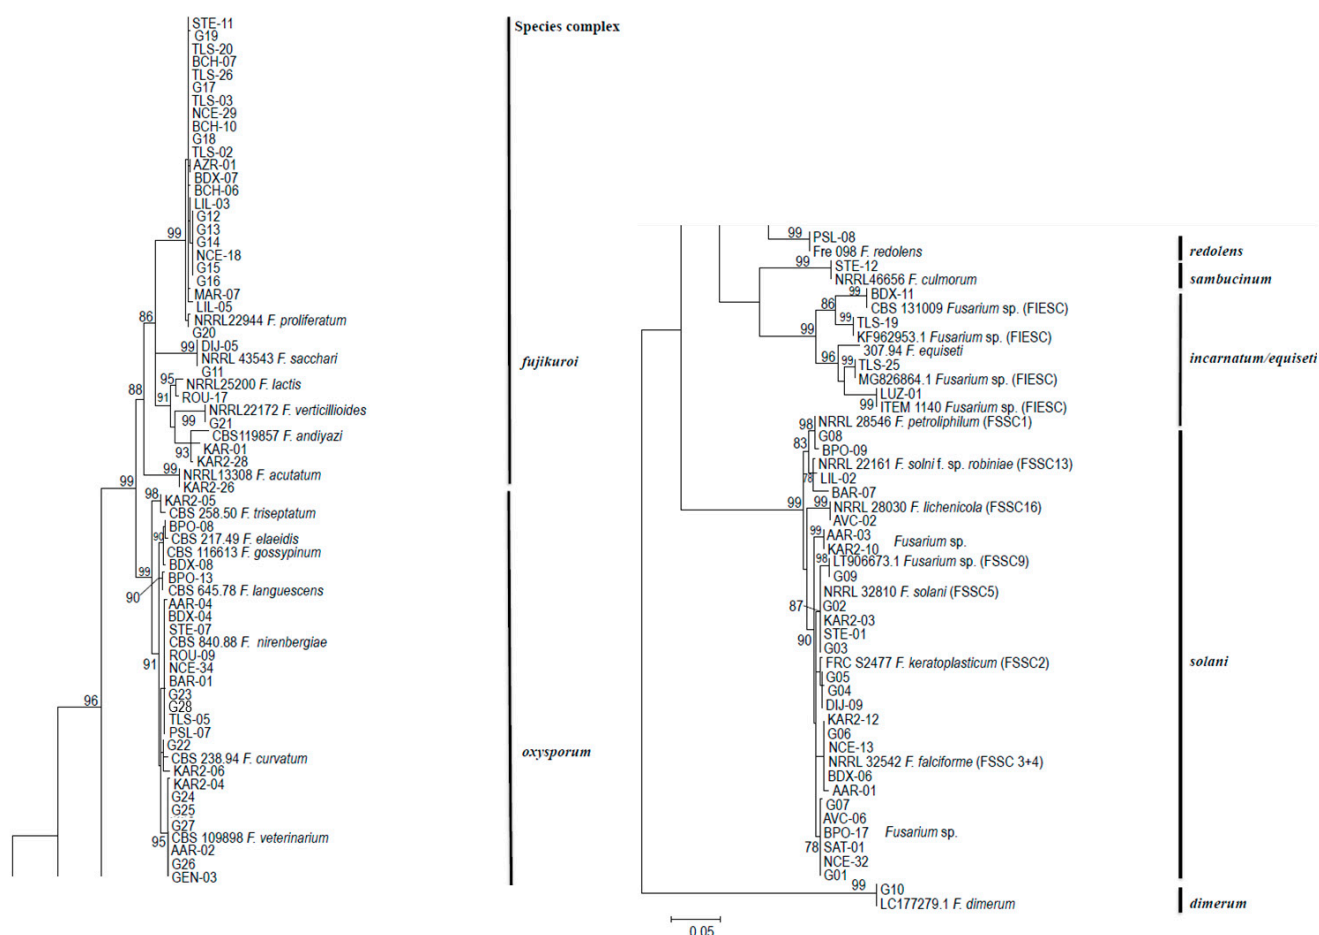 Species complex
STE-11
G19
TLS-20
BCH-07
TLS-26
G17
TLS-03
NCE-29
BCH-10
G18
TLS-02
AZR-01
BDX-07
BCH-06
LIL-03
G12
G13
99
G14
NCE-18
G15
G16
MAR-07
LIL-05
86
NRRL22944 F. proliferatum
G20
99
DIJ-05
NRRL 43543 F. sacchari
fujikuroi
G11
95
NRRL25200 F. lactis
88
91
ROU-17
NRRL22172 F. verticillioides
99
G21
CBS119857 F. andiyazi
93
KAR-01
KAR2-28
99
99
NRRL13308 F. acutatum
KAR2-26
98
KAR2-05
CBS 258.50 F. triseptatum
BPO-08
90
CBS 217.49 F. elaeidis
CBS 116613 F. gossypinum
BDX-08
99
BPO-13
90
CBS 645.78 F. languescens
AAR-04
BDX-04
STE-07
CBS 840.88 F. nirenbergiae
ROU-09
91
NCE-34
BAR-01
G23
96
G28
TLS-05
PSL-07
G22
oxysporum
CBS 238.94 F. curvatum
KAR2-06
KAR2-04
G24
G25
G27
95
CBS 109898 F. veterinarium
AAR-02
G26
GEN-03
99
PSL-08
Fre 098 F. redolens
redolens
99
STE-12
NRRL46656 F. culmorum
sambucinum
99
BDX-11
86
CBS 131009 Fusarium sp. (FIESC)
99
TLS-19
99
KF962953.1 Fusarium sp. (FIESC)
307.94 F. equiseti
incarnatum/equiseti
96
99
TLS-25
MG826864.1 Fusarium sp. (FIESC)
LUZ-01
99
ITEM 1140 Fusarium sp. (FIESC)
98
NRRL 28546 F. petroliphilum (FSSC1)
G08
83
BPO-09
NRRL 22161 F. solni f. sp. robiniae (FSSC13)
78
LIL-02
BAR-07
99
99
NRRL 28030 F. lichenicola (FSSC16)
AVC-02
99
AAR-03
Fusarium sp.
KAR2-10
98
LT906673.1 Fusarium sp. (FSSC9)
G09
NRRL 32810 F. solani (FSSC5)
87
G02
KAR2-03
STE-01
90
G03
FRC S2477 F. keratoplasticum (FSSC2)
solani
G05
G04
DIJ-09
KAR2-12
G06
NCE-13
NRRL 32542 F. falciforme (FSSC 3+4)
BDX-06
AAR-01
G07
AVC-06
BPO-17 Fusarium sp.
78
SAT-01
NCE-32
G01
99
G10
LC177279.1 F. dimerum
dimerum
0.05